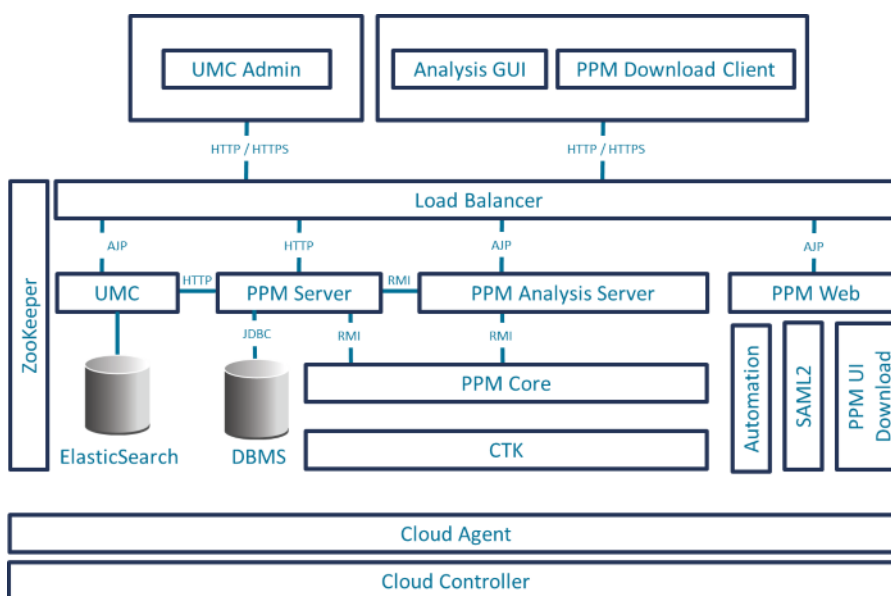 UMC Admin
Analysis GUI
PPM Download Client
HTTP / HTTPS
HTTP / HTTPS
ZooKeeper
Load Balancer
AJP
HTTP
AJP
AJP
UMC
HTTP
PPM Server
RMI
PPM Analysis Server
PPM Web
JDBC
RMI
RMI
ElasticSearch
DBMS
PPM Core
CTK
Automation
SAML2
PPM UI
Download
Cloud Agent
Cloud Controller